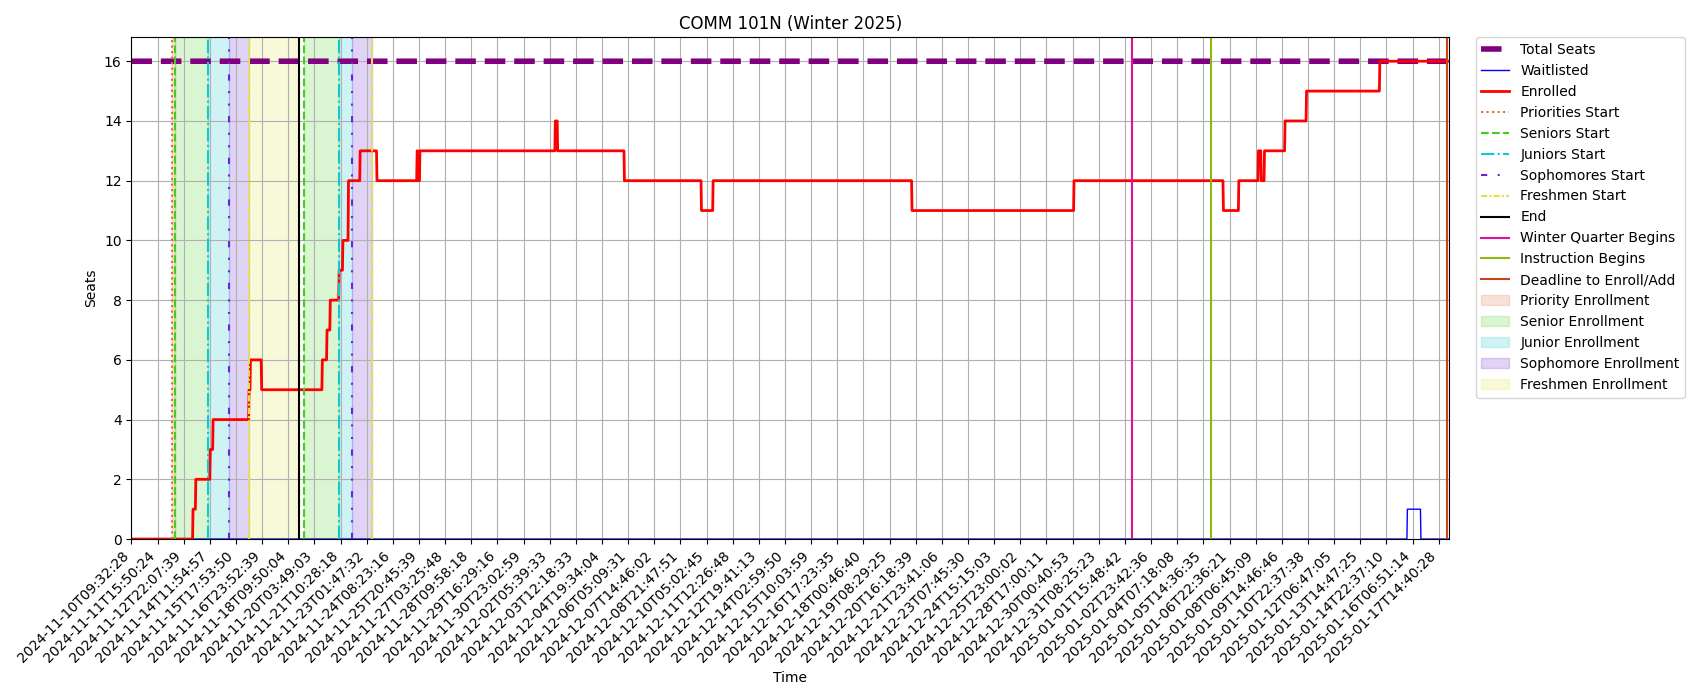 COMM 101N (Winter 2025)
Seats
16
14
12
10
8
6
4
2
0
2024-11-10T09:32:28
2024-11-11T15:50:24
2024-11-12T22:07:39
2024-11-14T11:54:57
2024-11-15T17:53:50
2024-11-16T23:52:39
2024-11-18T09:50:04
2024-11-20T03:49:03
2024-11-21T10:28:18
2024-11-23T01:47:32
2024-11-24T08:23:16
2024-11-25T20:45:39
2024-11-27T03:25:48
2024-11-28T09:58:18
2024-11-29T16:29:16
2024-11-30T23:02:59
2024-12-02T05:39:33
2024-12-03T12:18:33
2024-12-04T19:34:04
2024-12-06T05:09:31
2024-12-07T14:46:02
2024-12-08T21:47:51
2024-12-10T05:02:45
2024-12-11T12:26:48
2024-12-12T19:41:13
2024-12-14T02:59:50
2024-12-15T10:03:59
2024-12-16T17:23:35
2024-12-18T00:46:40
2024-12-19T08:29:25
2024-12-20T16:18:39
2024-12-21T23:41:06
2024-12-23T07:45:30
2024-12-24T15:15:03
2024-12-25T23:00:02
2024-12-28T17:00:11
2024-12-30T00:40:53
2024-12-31T08:25:23
2025-01-01T15:48:42
2025-01-02T23:42:36
2025-01-04T07:18:08
2025-01-05T14:36:35
2025-01-06T22:36:21
2025-01-08T06:45:09
2025-01-09T14:46:46
2025-01-10T22:37:38
2025-01-12T06:47:05
2025-01-13T14:47:25
2025-01-14T22:37:10
2025-01-16T06:51:14
2025-01-17T14:40:28
Time
Total Seats
Waitlisted
Enrolled
Priorities Start
Seniors Start
Juniors Start
Sophomores Start
Freshmen Start
End
Winter Quarter Begins
Instruction Begins
Deadline to Enroll/Add
Priority Enrollment
Senior Enrollment
Junior Enrollment
Sophomore Enrollment
Freshmen Enrollment